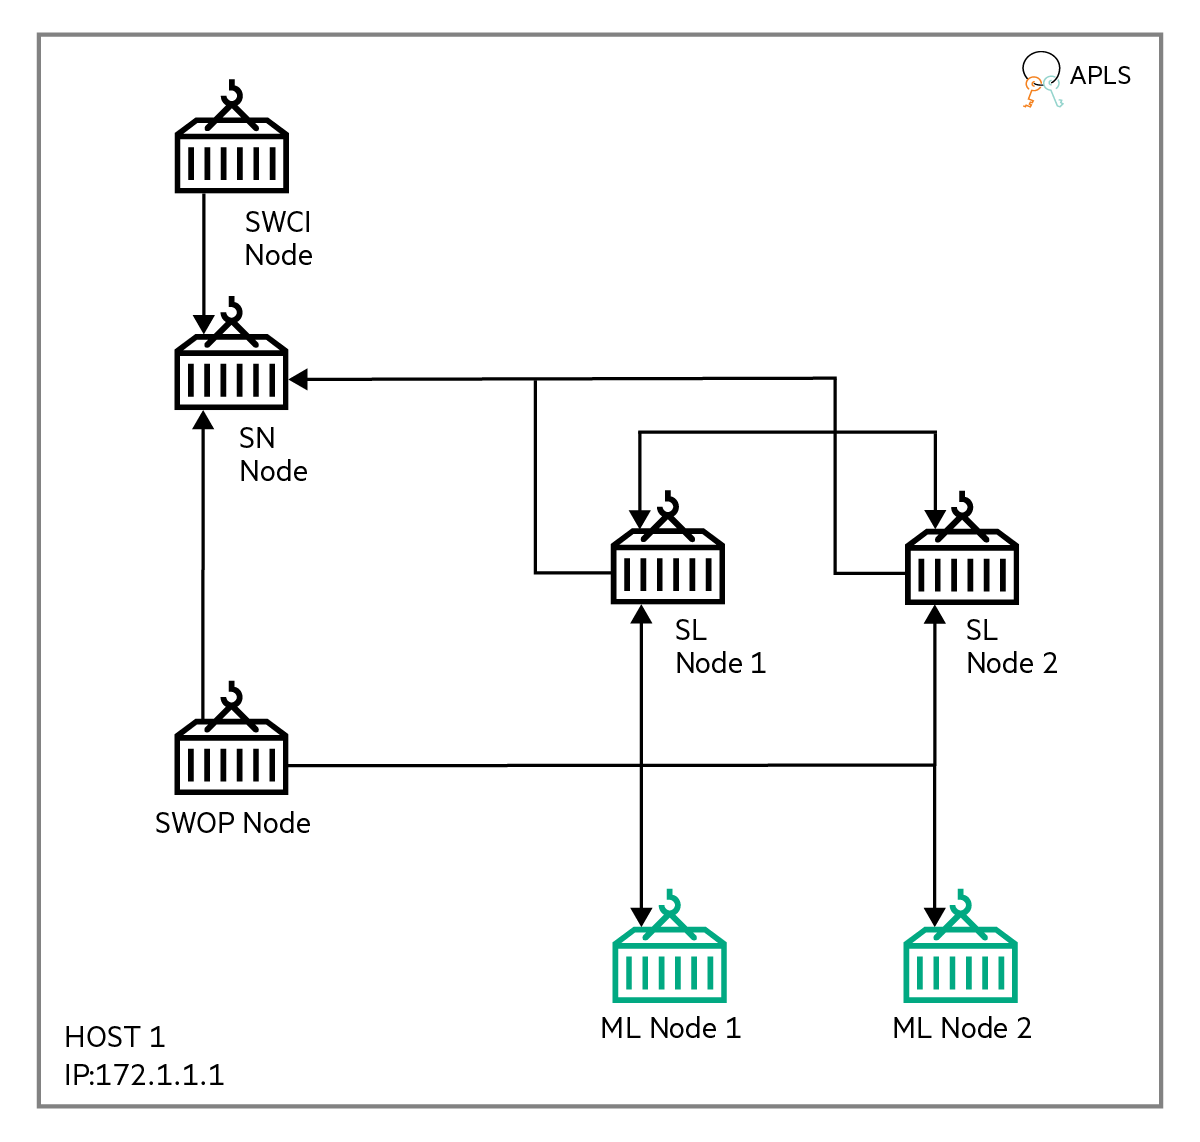 APLS
SWCI
Node
SN
Node
SL
Node 1
SL
Node 2
SWOP Node
ML Node 1
ML Node 2
HOST 1
IP:172.1.1.1